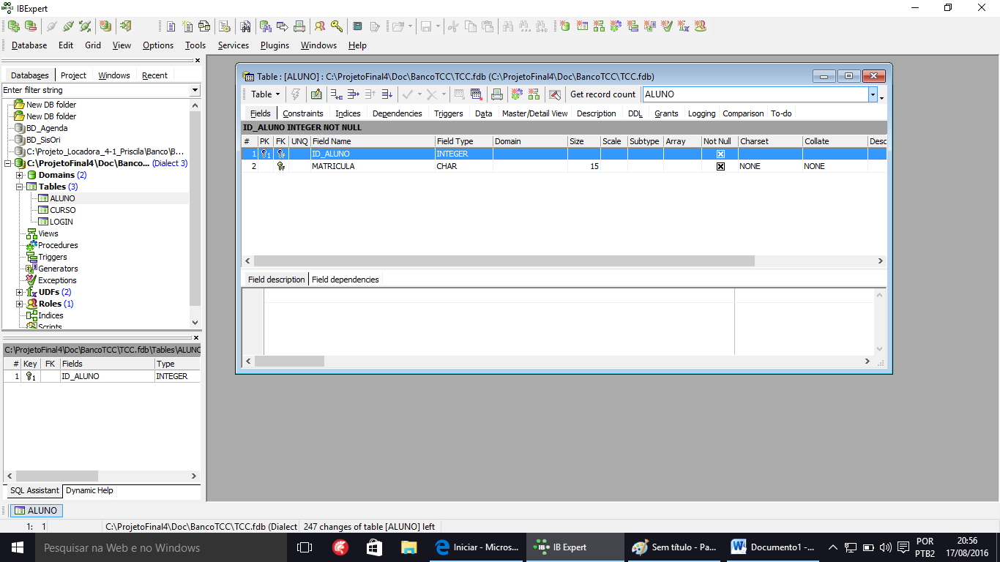 IBExpert
Database Edit Grid View Options Tools Services Plugins Windows Help
Databases Project Windows Recent
Enter filter string
New DB folder
New DB folder
BD_Agenda
BD_SisOri
C:\Projeto_Locadora_4-1_Priscila\Banco\B...
C:\ProjetoFinal4\Doc\Banco... (Dialect 3)
Domains (2)
Tables (3)
ALUNO
CURSO
LOGIN
Views
Procedures
Triggers
Generators
Exceptions
UDFs (2)
Roles (1)
Indices
Scripts
C:\ProjetoFinal4\Doc\BancoTCC\TCC.fdb\Tables\ALUNO
# Key FK Fields Type
1 1 ID_ALUNO INTEGER
SQL Assistant Dynamic Help
Table : [ALUNO] : C:\ProjetoFinal4\Doc\BancoTCC\TCC.fdb (C:\ProjetoFinal4\Doc\BancoTCC\TCC.fdb)
Table Get record count ALUNO
Fields Constraints Indices Dependencies Triggers Data Master/Detail View Description DDL Grants Logging Comparison To-do
ID_ALUNO INTEGER NOT NULL
# PK FK UNQ Field Name Field Type Domain Size Scale Subtype Array Not Null Charset Collate Desc
1 1 F ID_ALUNO INTEGER
2 F MATRICULA CHAR 15 NONE NONE
Field description Field dependencies
ALUNO
1: 1 C:\ProjetoFinal4\Doc\BancoTCC\TCC.fdb (Dialect 247 changes of table [ALUNO] left
Pesquisar na Web e no Windows
Iniciar - Micros...
IB Expert
Sem título - Pa...
Documento1 -...
POR
PTB2
20:56
17/08/2016